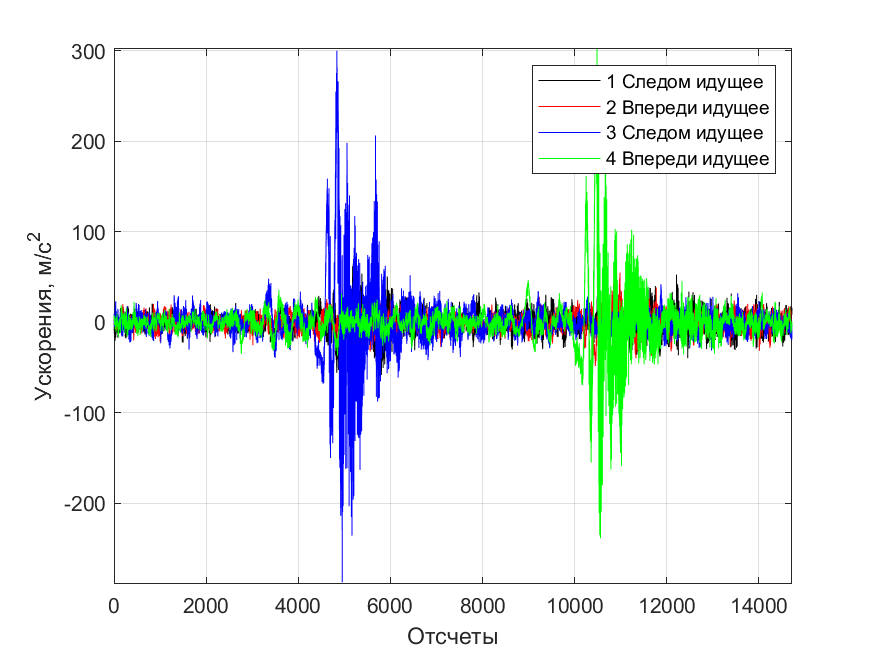 300
200
100
0
-100
-200
Ускорения, м/с²
1 Следом идущее
2 Впереди идущее
3 Следом идущее
4 Впереди идущее
0 2000 4000 6000 8000 10000 12000 14000
Отсчеты